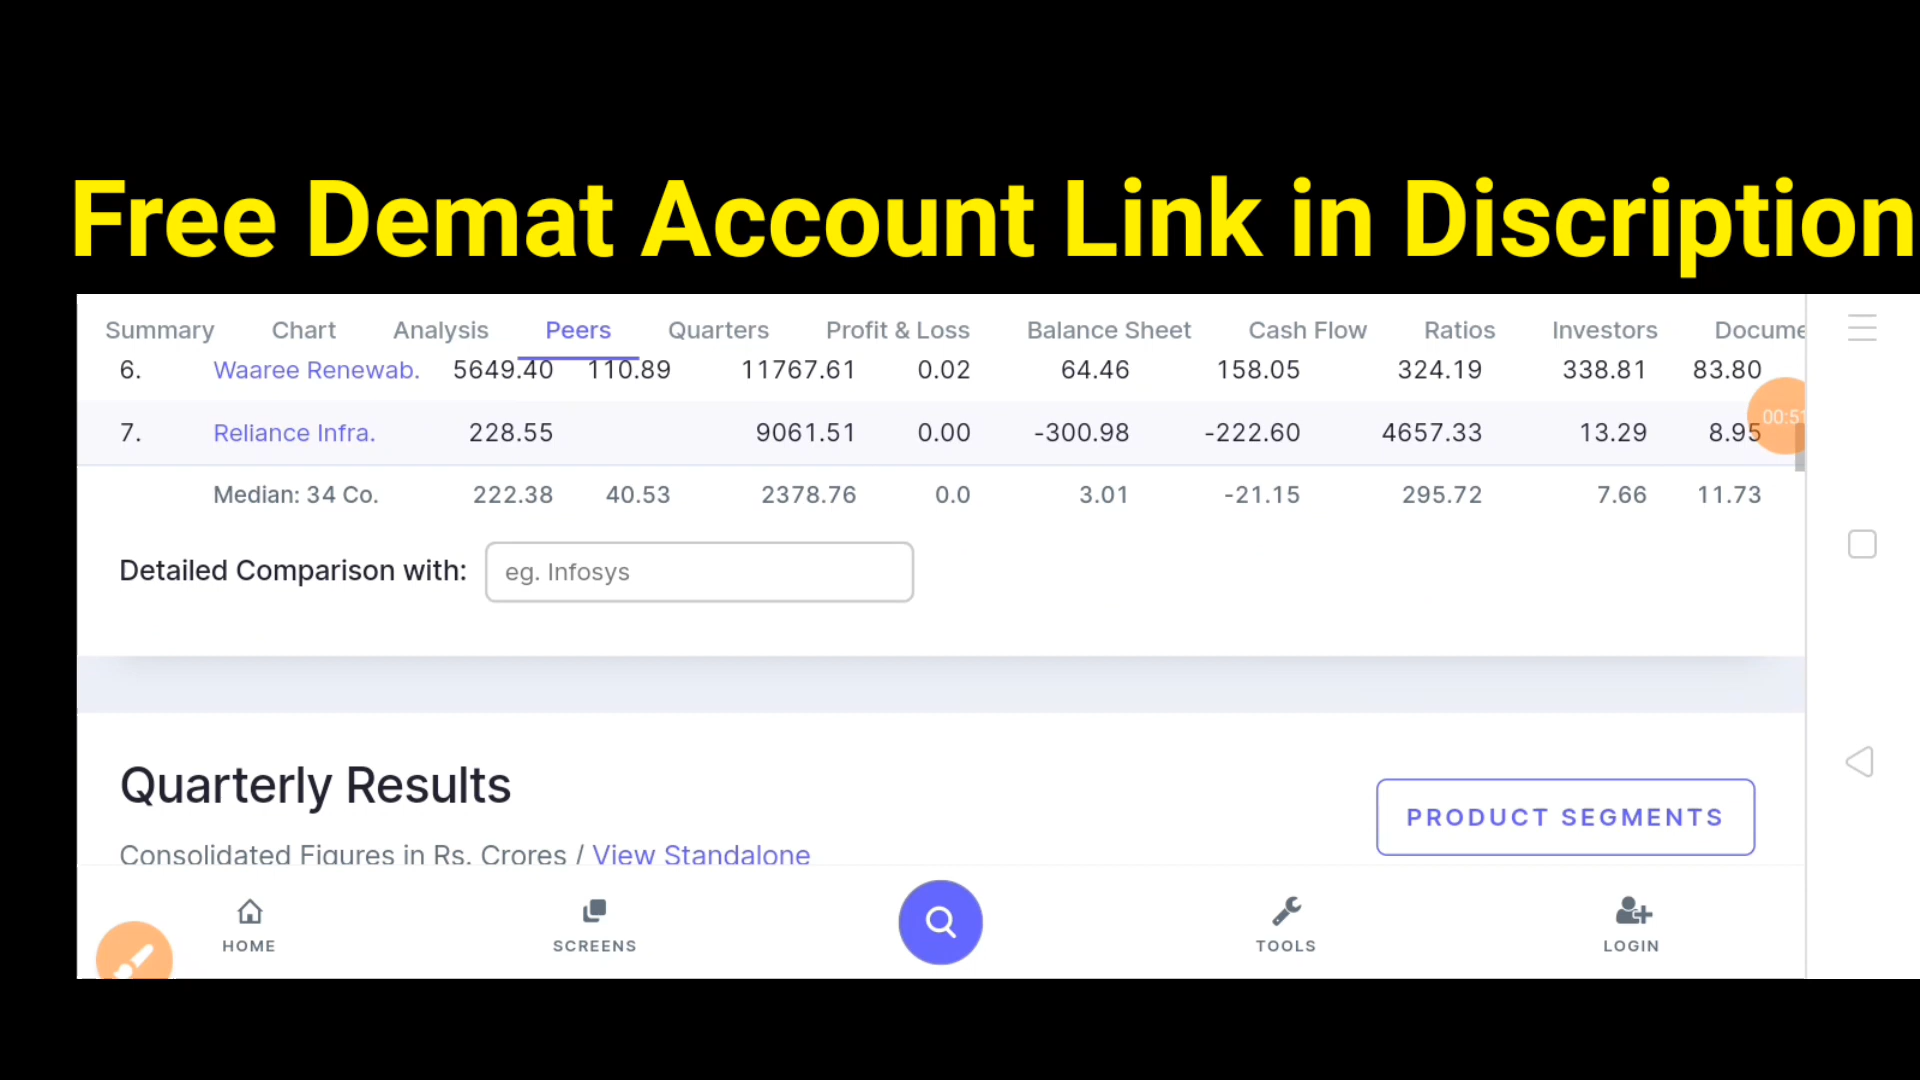 Free Demat Account Link in Discription
Summary Chart Analysis Peers Quarters Profit & Loss Balance Sheet Cash Flow Ratios Investors Docume
6. Waaree Renewab. 5649.40 110.89 11767.61 0.02 64.46 158.05 324.19 338.81 83.80
00:51
7. Reliance Infra. 228.55 9061.51 0.00 -300.98 -222.60 4657.33 13.29 8.95
Median: 34 Co. 222.38 40.53 2378.76 0.0 3.01 -21.15 295.72 7.66 11.73
Detailed Comparison with: eg. Infosys
Quarterly Results
PRODUCT SEGMENTS
Consolidated Figures in Rs. Crores / View Standalone
HOME SCREENS TOOLS LOGIN